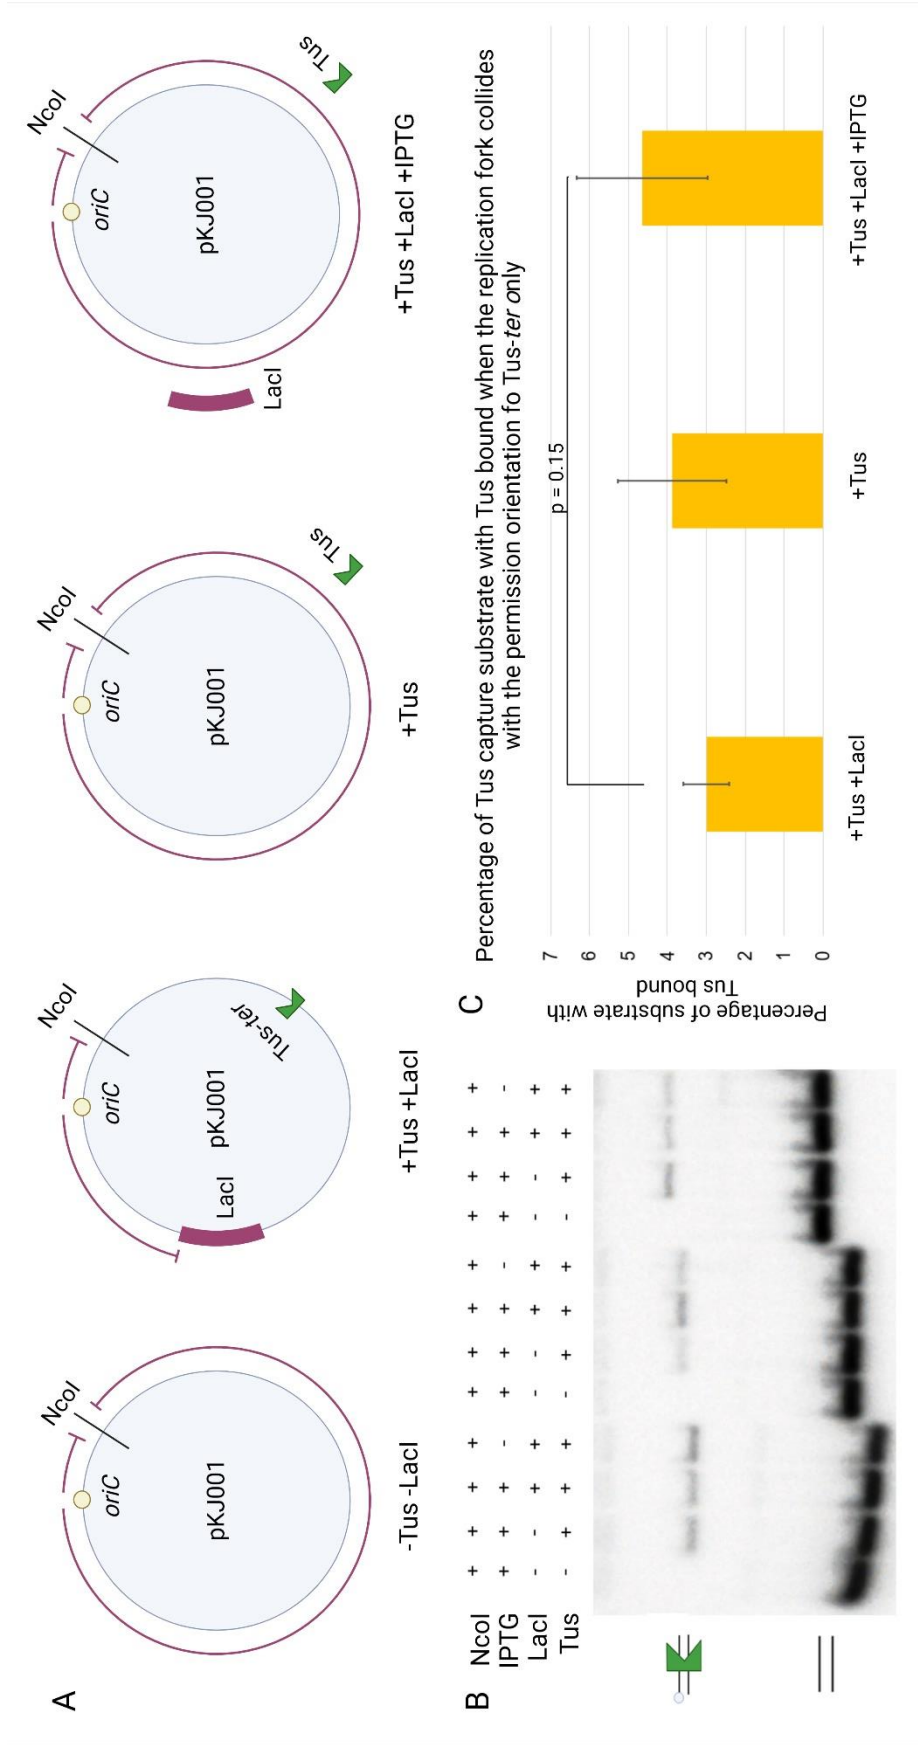 A
NcoI
oriC
pKJ001
-Tus -LacI
NcoI
oriC
LacI
pKJ001
Tus-ter
+Tus +LacI
NcoI
oriC
pKJ001
Tus
+Tus
NcoI
oriC
pKJ001
LacI
Tus
+Tus +LacI +IPTG
B
NcoI + + + + + + + + + + + +
IPTG + + + - + + + - + + + -
LacI - - + + - - + + - - + +
Tus - + + + - + + + - + + +
C
Percentage of Tus capture substrate with Tus bound when the replication fork collides
with the permission orientation fo Tus-ter only
Percentage of substrate with
Tus bound
7
6
5
4
3
2
1
0
p = 0.15
+Tus +LacI
+Tus
+Tus +LacI +IPTG